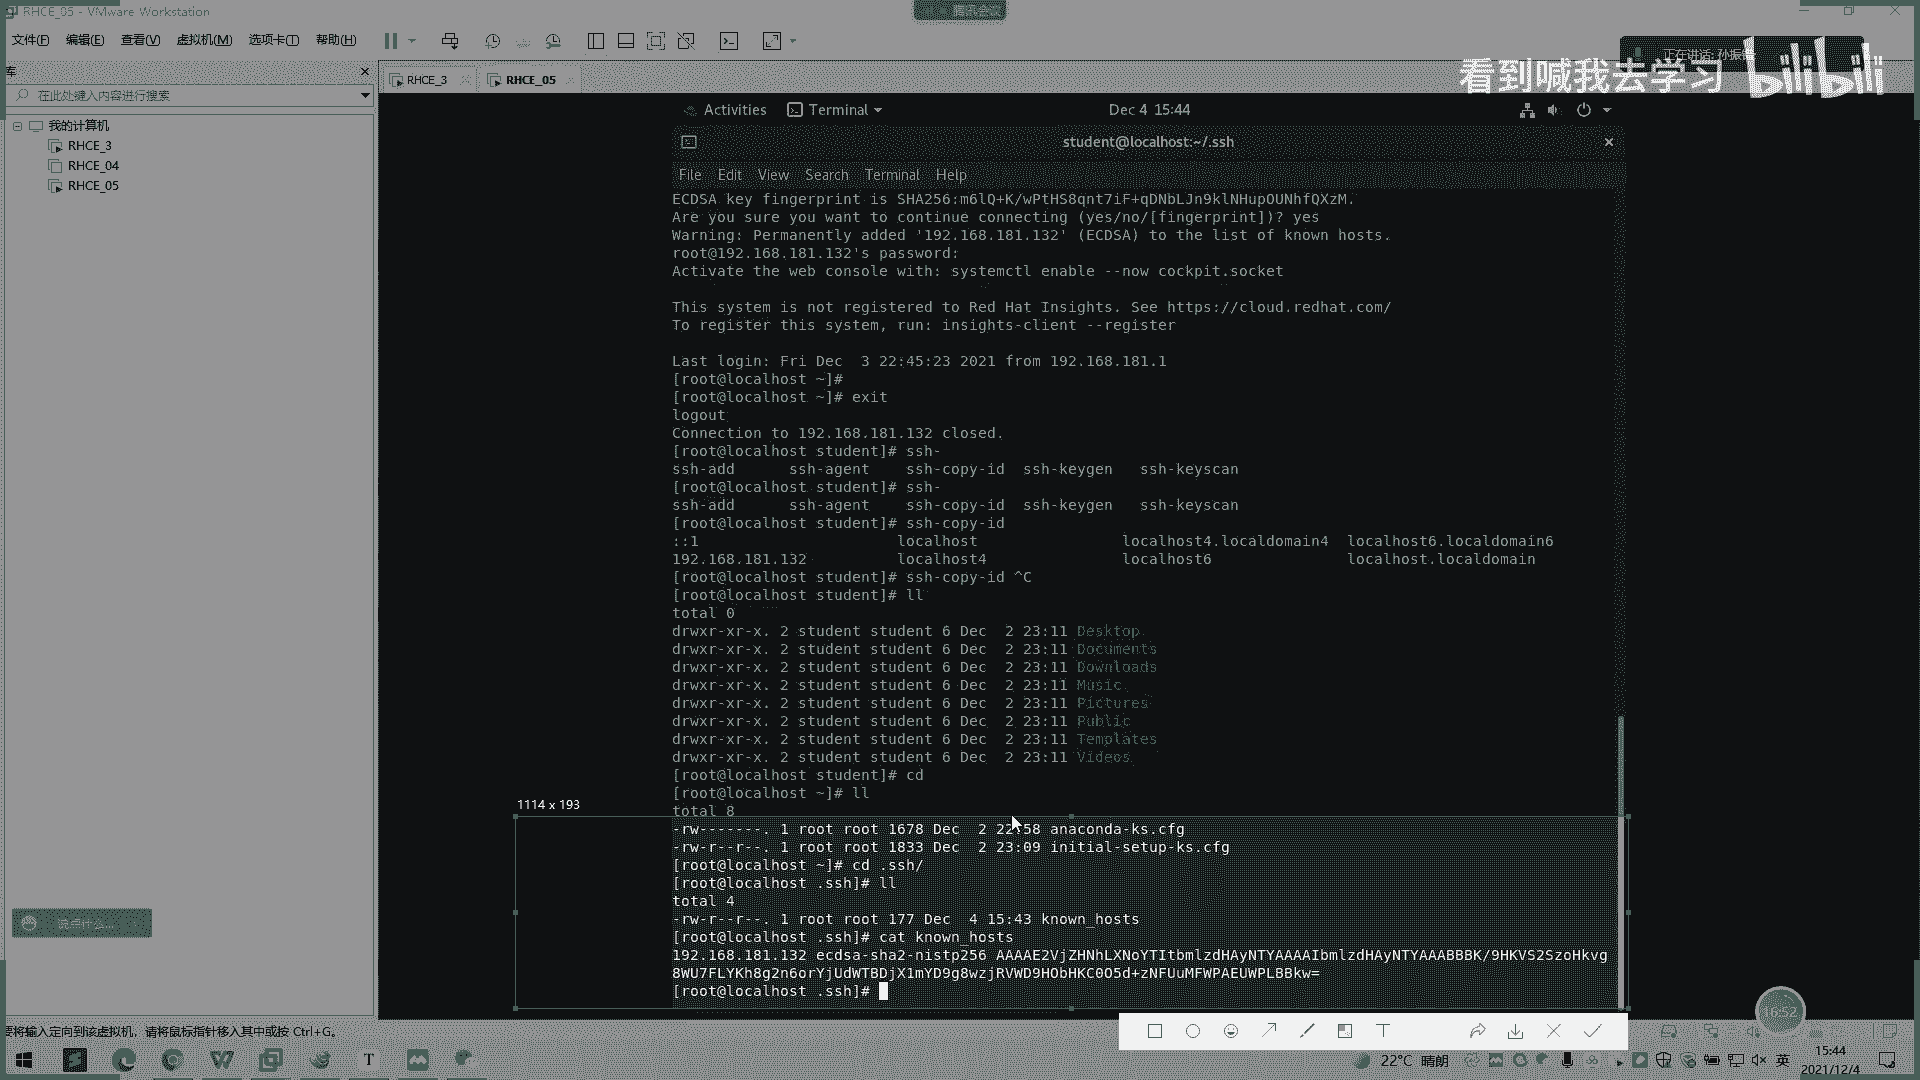 RHCE_05 - VMware Workstation
文件(F) 编辑(E) 查看(V) 虚拟机(M) 选项卡(T) 帮助(H)
正在讲话: 孙振
看到喊我去学习 bilibili
库
在此处键入内容进行搜索
我的计算机
RHCE_3
RHCE_04
RHCE_05
RHCE_3 RHCE_05
Activities Terminal Dec 4 15:44
student@localhost:~/.ssh
File Edit View Search Terminal Help
ECDSA key fingerprint is SHA256:m6lQ+K/wPtHS8qnt7iF+qDNbLJn9klNHupOUNhfQXzM.
Are you sure you want to continue connecting (yes/no/[fingerprint])? yes
Warning: Permanently added '192.168.181.132' (ECDSA) to the list of known hosts.
root@192.168.181.132's password:
Activate the web console with: systemctl enable --now cockpit.socket
This system is not registered to Red Hat Insights. See https://cloud.redhat.com/
To register this system, run: insights-client --register
Last login: Fri Dec  3 22:45:23 2021 from 192.168.181.1
[root@localhost ~]#
[root@localhost ~]# exit
logout
Connection to 192.168.181.132 closed.
[root@localhost student]# ssh-
ssh-add ssh-agent ssh-copy-id ssh-keygen ssh-keyscan
[root@localhost student]# ssh-
ssh-add ssh-agent ssh-copy-id ssh-keygen ssh-keyscan
[root@localhost student]# ssh-copy-id
::1 localhost localhost4.localdomain4 localhost6.localdomain6
192.168.181.132 localhost4 localhost6 localhost.localdomain
[root@localhost student]# ssh-copy-id ^C
[root@localhost student]# ll
total 0
drwxr-xr-x. 2 student student 6 Dec  2 23:11 Desktop
drwxr-xr-x. 2 student student 6 Dec  2 23:11 Documents
drwxr-xr-x. 2 student student 6 Dec  2 23:11 Downloads
drwxr-xr-x. 2 student student 6 Dec  2 23:11 Music
drwxr-xr-x. 2 student student 6 Dec  2 23:11 Pictures
drwxr-xr-x. 2 student student 6 Dec  2 23:11 Public
drwxr-xr-x. 2 student student 6 Dec  2 23:11 Templates
drwxr-xr-x. 2 student student 6 Dec  2 23:11 Videos
[root@localhost student]# cd
[root@localhost ~]# ll
total 8
1114 x 193
-rw-------. 1 root root 1678 Dec  2 22:58 anaconda-ks.cfg
-rw-r--r--. 1 root root 1833 Dec  2 23:09 initial-setup-ks.cfg
[root@localhost ~]# cd .ssh/
[root@localhost .ssh]# ll
total 4
-rw-r--r--. 1 root root 177 Dec  4 15:43 known_hosts
[root@localhost .ssh]# cat known_hosts
192.168.181.132 ecdsa-sha2-nistp256 AAAAE2VjZHNhLXNoYTItbmlzdHAyNTYAAAAIbmlzdHAyNTYAAABBBK/9HKVS2SzoHkvg
8WU7FLYKh8g2n6orYjUdWTBDjX1mYD9g8wzjRVWD9HObHKC0O5d+zNFUuMFWPAEUWPLBBkw=
[root@localhost .ssh]#
说点什么...
要将输入定向到该虚拟机，请将鼠标指针移入其中或按 Ctrl+G。
16:52
22°C 晴朗
英
15:44
2021/12/4